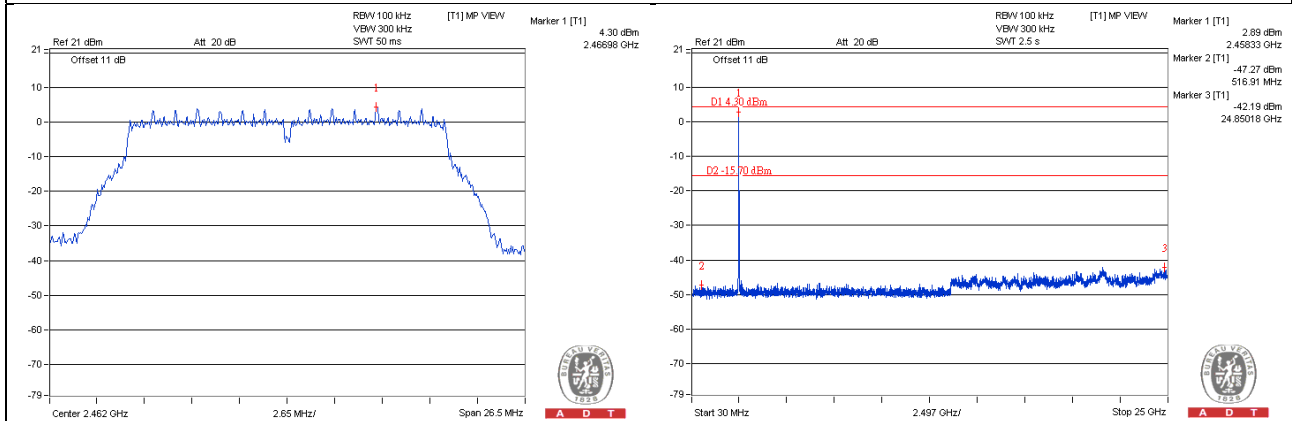 RBW 100 kHz
[T1] MP VIEW
VBW 300 kHz
Ref 21 dBm
Att 20 dB
SWT 50 ms
Marker 1 [T1]
4.30 dBm
2.46698 GHz
21
Offset 11 dB
10
0
-10
-20
-30
-40
-50
-60
-70
-79
1
Center 2.462 GHz
2.65 MHz/
Span 26.5 MHz
BUREAU VERITAS
1828
A D T
RBW 100 kHz
[T1] MP VIEW
VBW 300 kHz
Ref 21 dBm
Att 20 dB
SWT 2.5 s
Marker 1 [T1]
2.89 dBm
2.45833 GHz
Marker 2 [T1]
-47.27 dBm
516.91 MHz
Marker 3 [T1]
-42.19 dBm
24.85018 GHz
21
Offset 11 dB
10
0
-10
-20
-30
-40
-50
-60
-70
-79
1
D1 4.30 dBm
D2 -15.70 dBm
2
3
Start 30 MHz
2.497 GHz/
Stop 25 GHz
BUREAU VERITAS
1828
A D T